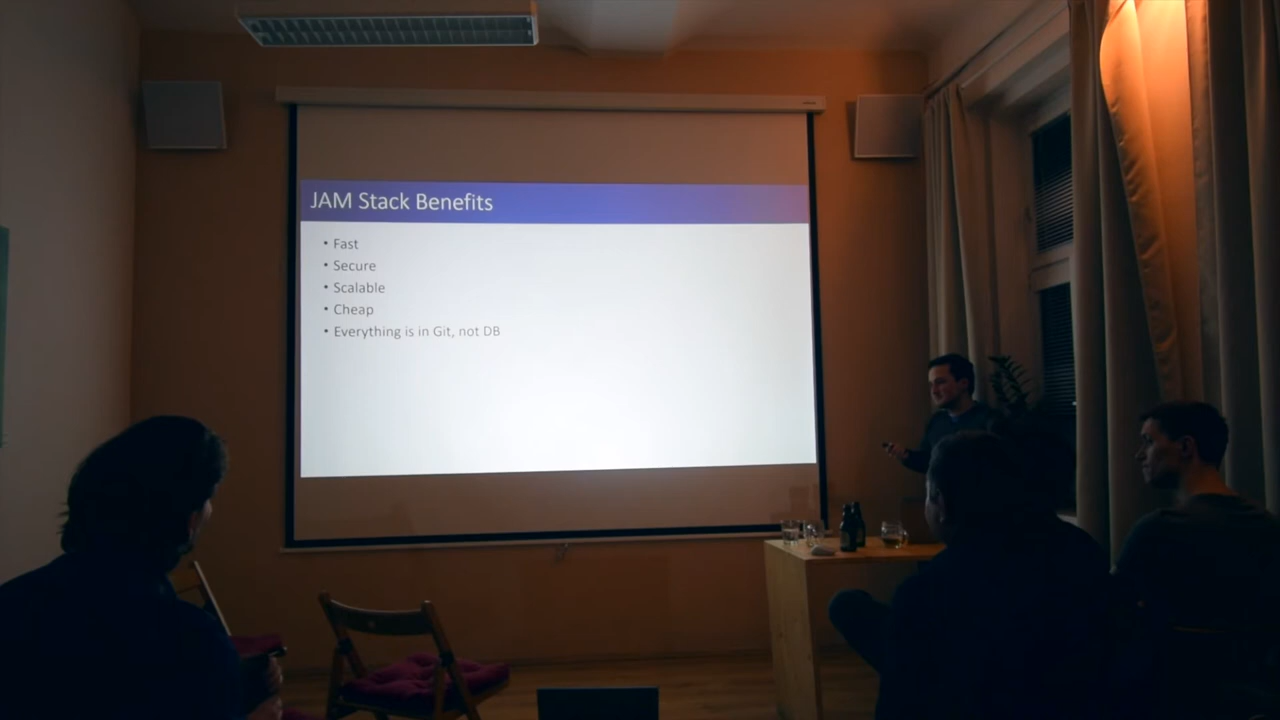 JAM Stack Benefits
• Fast
• Secure
• Scalable
• Cheap
• Everything is in Git, not DB